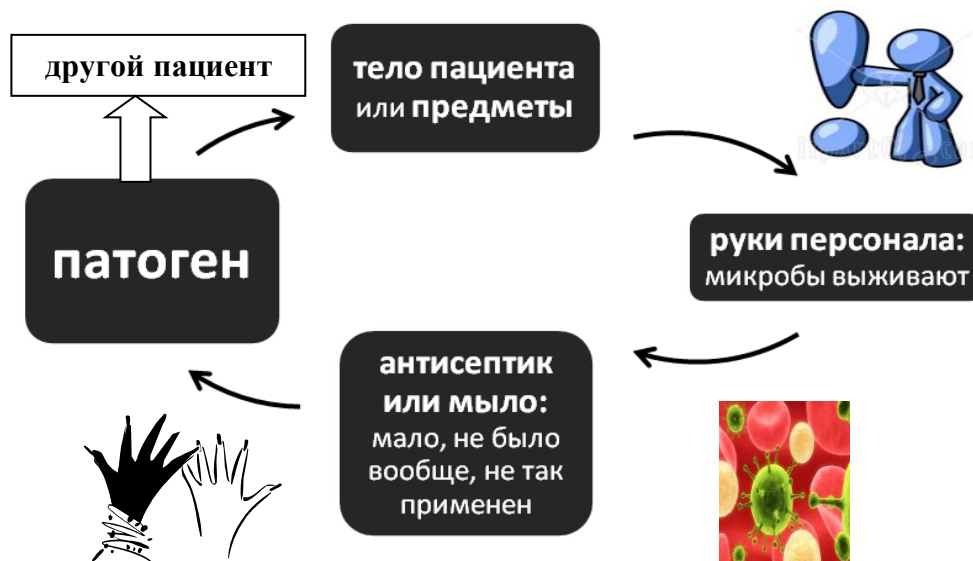 другой пациент
тело пациента
или предметы
патоген
руки персонала:
микробы выживают
антисептик
или мыло:
мало, не было
вообще, не так
применен